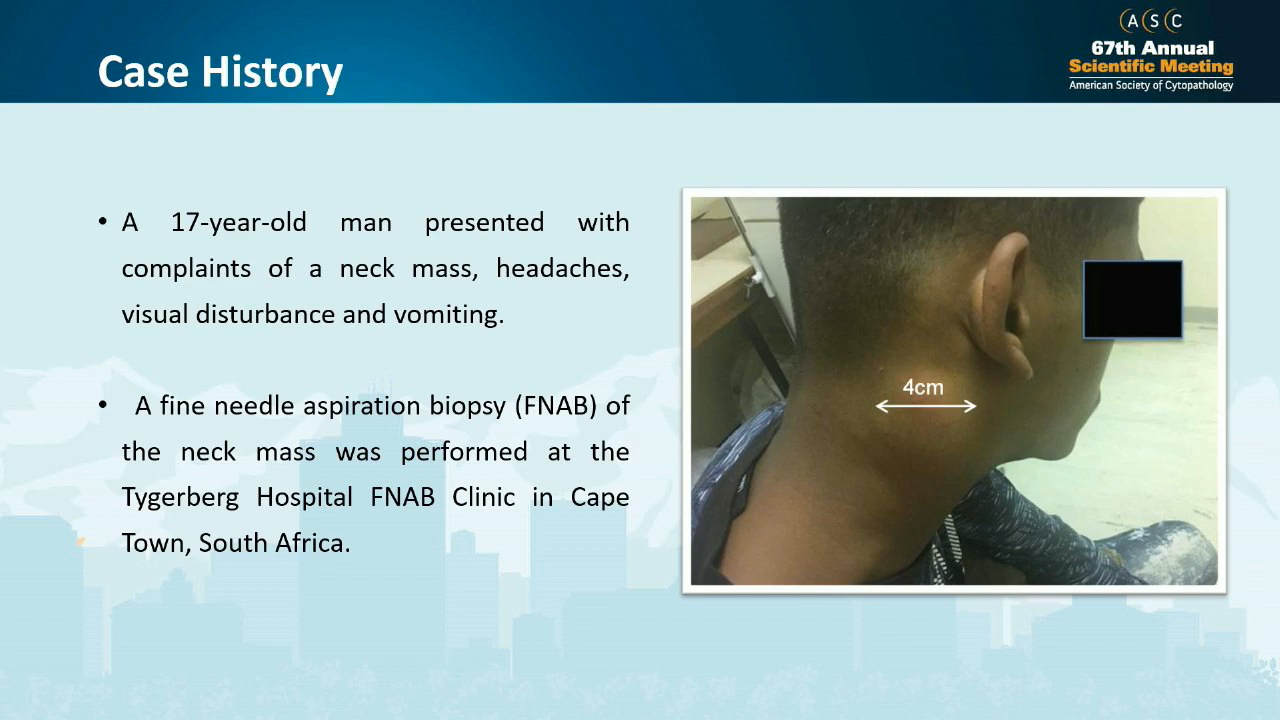 Case History
A S C
67th Annual
Scientific Meeting
American Society of Cytopathology
• A 17-year-old man presented with
complaints of a neck mass, headaches,
visual disturbance and vomiting.
• A fine needle aspiration biopsy (FNAB) of
the neck mass was performed at the
Tygerberg Hospital FNAB Clinic in Cape
Town, South Africa.
4cm